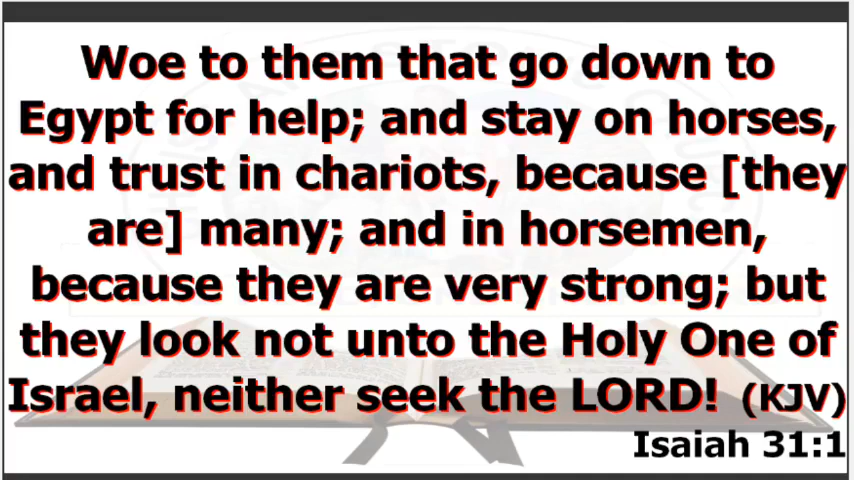 Woe to them that go down to
Egypt for help; and stay on horses,
and trust in chariots, because [they
are] many; and in horsemen,
because they are very strong; but
they look not unto the Holy One of
Israel, neither seek the LORD! (KJV)
Isaiah 31:1